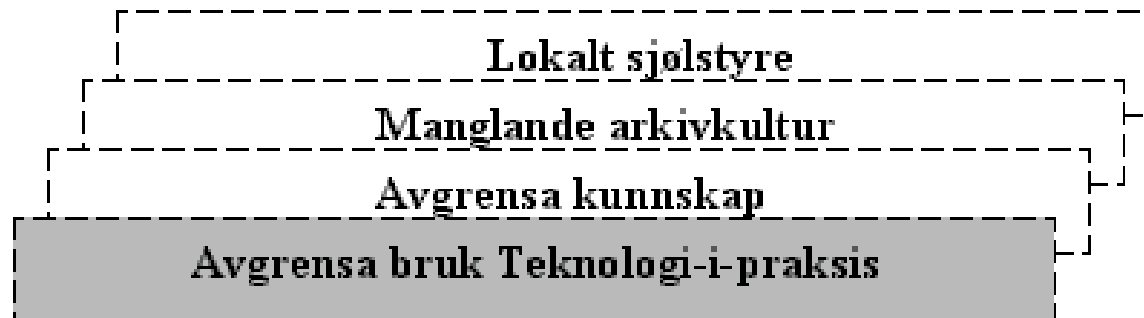 Lokalt sjølstyre
Manglande arkivkultur
Avgrensa kunnskap
Avgrensa bruk Teknologi-i-praksis